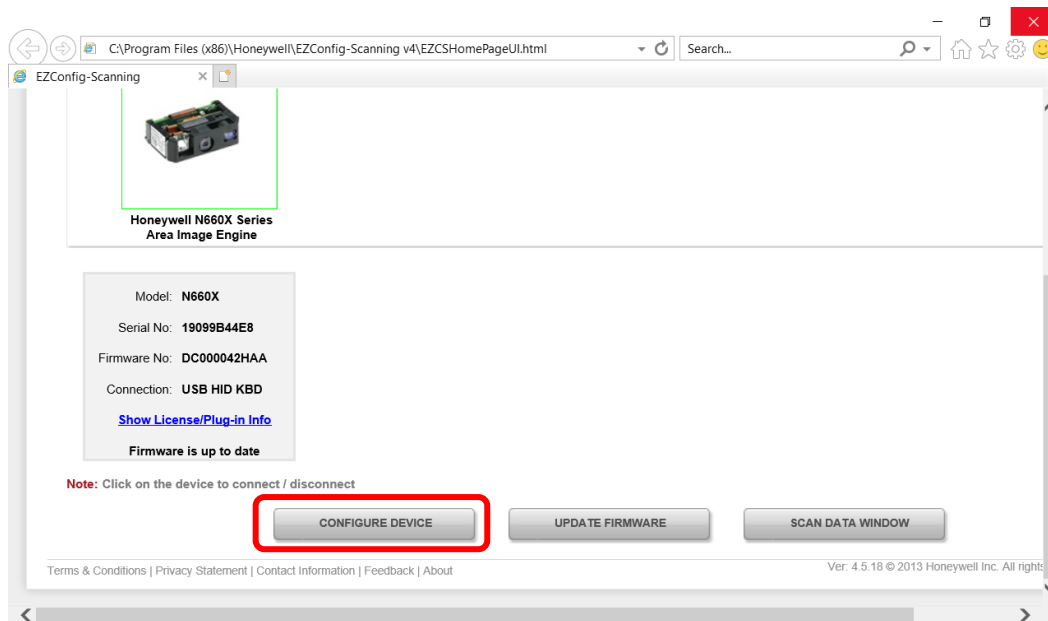 C:\Program Files (x86)\Honeywell\EZConfig-Scanning v4\EZCSHomePageUI.html
Search...
EZConfig-Scanning
Honeywell N660X Series
Area Image Engine
Model: N660X
Serial No: 19099B44E8
Firmware No: DC000042HAA
Connection: USB HID KBD
Show License/Plug-in Info
Firmware is up to date
Note: Click on the device to connect / disconnect
CONFIGURE DEVICE
UPDATE FIRMWARE
SCAN DATA WINDOW
Terms & Conditions | Privacy Statement | Contact Information | Feedback | About
Ver: 4.5.18 © 2013 Honeywell Inc. All rights